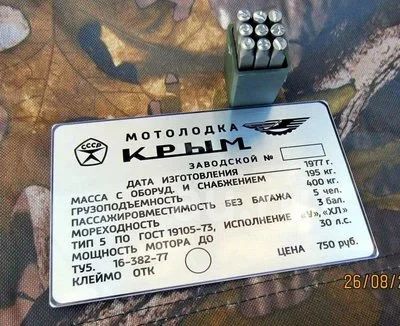 СССР
МОТОЛОДКА
КРЫМ
ЗАВОДСКОЙ №
ДАТА ИЗГОТОВЛЕНИЯ 1977 г.
МАССА С ОБОРУД. И СНАБЖЕНИЕМ 195 кг.
ГРУЗОПОДЪЕМНОСТЬ 400 кг.
ПАССАЖИРОВМЕСТИМОСТЬ БЕЗ БАГАЖА 5 чел.
МОРЕХОДНОСТЬ 3 бал.
ТИП 5 ПО ГОСТ 19105-73, ИСПОЛНЕНИЕ «У», «ХЛ»
МОЩНОСТЬ МОТОРА ДО 30 л.с.
ТУ5. 16-382-77
КЛЕЙМО ОТК ЦЕНА 750 руб.
26/08/2